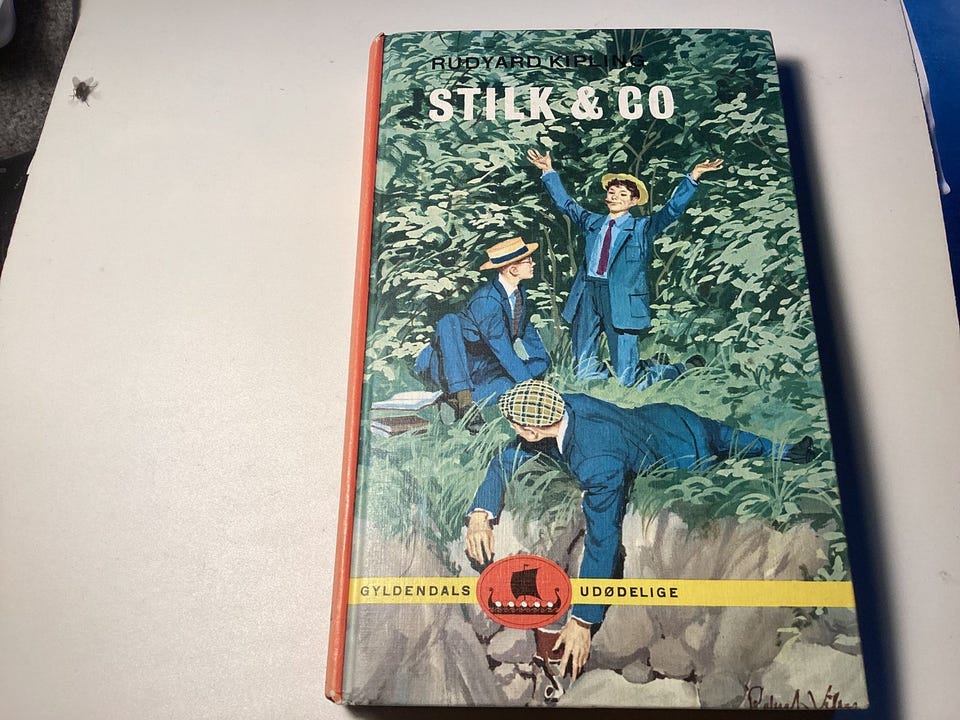 RUDYARD KIPLING
STILK & CO
GYLDENDALS UDØDELIGE